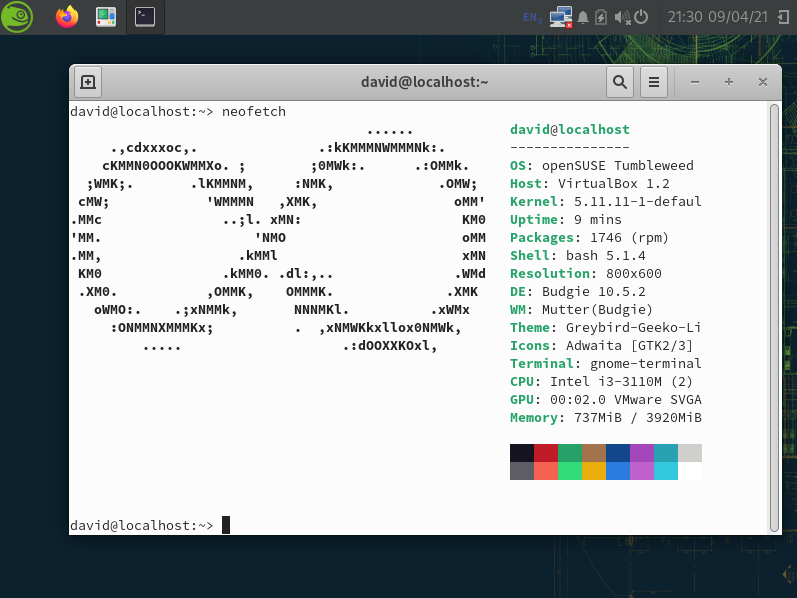 EN₁ 21:30 09/04/21
david@localhost:~
david@localhost:~> neofetch
                                     ......            david@localhost
     .,cdxxxoc,.               .:kKMMMNWMMMNk:.        ---------------
    cKMMN0OOOKWMMXo. ;        ;0MWk:.      .:OMMk.     OS: openSUSE Tumbleweed
  ;WMK;.       .lKMMNM,     :NMK,             .OMW;    Host: VirtualBox 1.2
 cMW;            'WMMMN   ,XMK,                 oMM'   Kernel: 5.11.11-1-defaul
.MMc               ..;l. xMN:                    KM0   Uptime: 9 mins
'MM.                   'NMO                      oMM   Packages: 1746 (rpm)
.MM,                 .kMMl                       xMN   Shell: bash 5.1.4
 KM0               .kMM0. .dl:,..               .WMd   Resolution: 800x600
 .XM0.           ,OMMK,    OMMMK.              .XMK    DE: Budgie 10.5.2
   oWMO:.    .;xNMMk,       NNNMKl.          .xWMx     WM: Mutter(Budgie)
     :ONMMNXMMMKx;          .  ,xNMWKkxllox0NMWk,      Theme: Greybird-Geeko-Li
         .....                    .:dOOXXKOxl,         Icons: Adwaita [GTK2/3]
Terminal: gnome-terminal
CPU: Intel i3-3110M (2)
GPU: 00:02.0 VMware SVGA
Memory: 737MiB / 3920MiB
david@localhost:~>